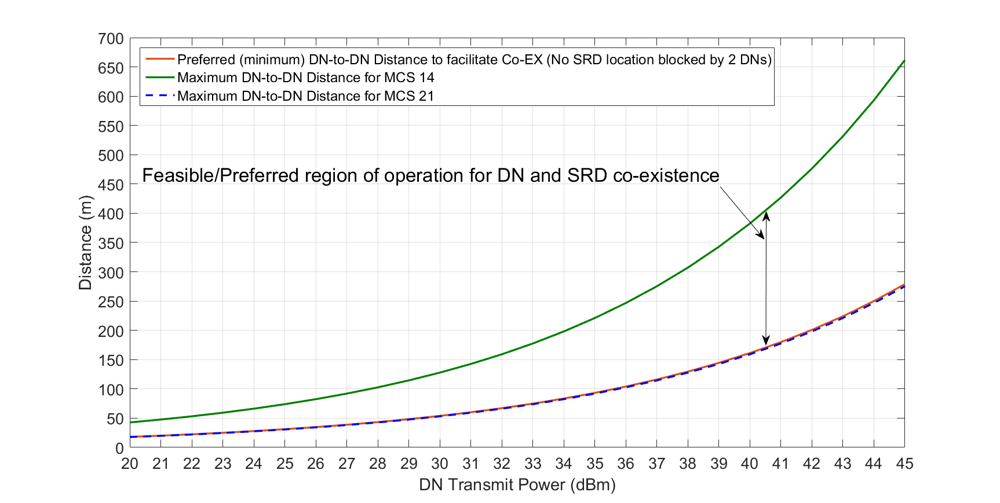 700
650
600
550
500
450
400
350
300
250
200
150
100
50
0
Distance (m)
Preferred (minimum) DN-to-DN Distance to facilitate Co-EX (No SRD location blocked by 2 DNs)
Maximum DN-to-DN Distance for MCS 14
Maximum DN-to-DN Distance for MCS 21
Feasible/Preferred region of operation for DN and SRD co-existence
20 21 22 23 24 25 26 27 28 29 30 31 32 33 34 35 36 37 38 39 40 41 42 43 44 45
DN Transmit Power (dBm)